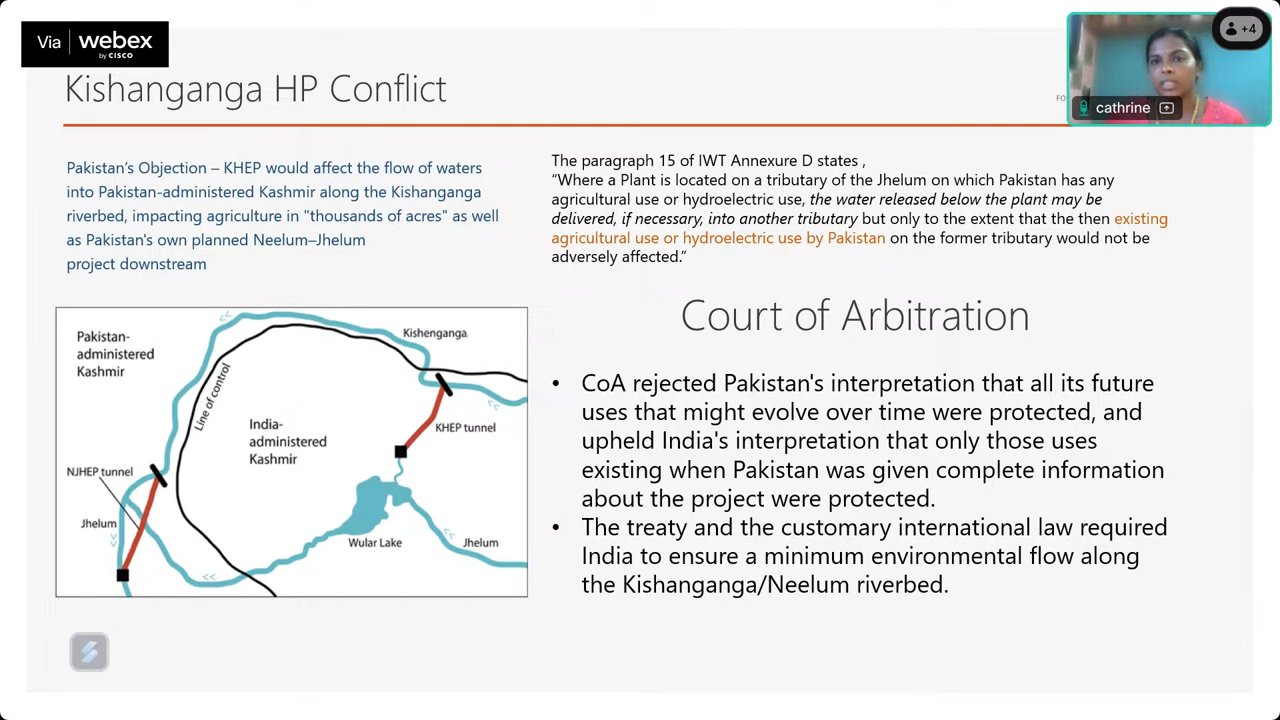 Via webex
by CISCO
+4
cathrine
Kishanganga HP Conflict
FO
Pakistan's Objection – KHEP would affect the flow of waters
into Pakistan-administered Kashmir along the Kishanganga
riverbed, impacting agriculture in "thousands of acres" as well
as Pakistan's own planned Neelum–Jhelum
project downstream
The paragraph 15 of IWT Annexure D states ,
“Where a Plant is located on a tributary of the Jhelum on which Pakistan has any
agricultural use or hydroelectric use, the water released below the plant may be
delivered, if necessary, into another tributary but only to the extent that the then existing
agricultural use or hydroelectric use by Pakistan on the former tributary would not be
adversely affected.”
Pakistan-
administered
Kashmir
Kishenganga
Line of control
India-
administered
Kashmir
KHEP tunnel
NJHEP tunnel
Jhelum
Wular Lake
Jhelum
Court of Arbitration
• CoA rejected Pakistan's interpretation that all its future
uses that might evolve over time were protected, and
upheld India's interpretation that only those uses
existing when Pakistan was given complete information
about the project were protected.
• The treaty and the customary international law required
India to ensure a minimum environmental flow along
the Kishanganga/Neelum riverbed.